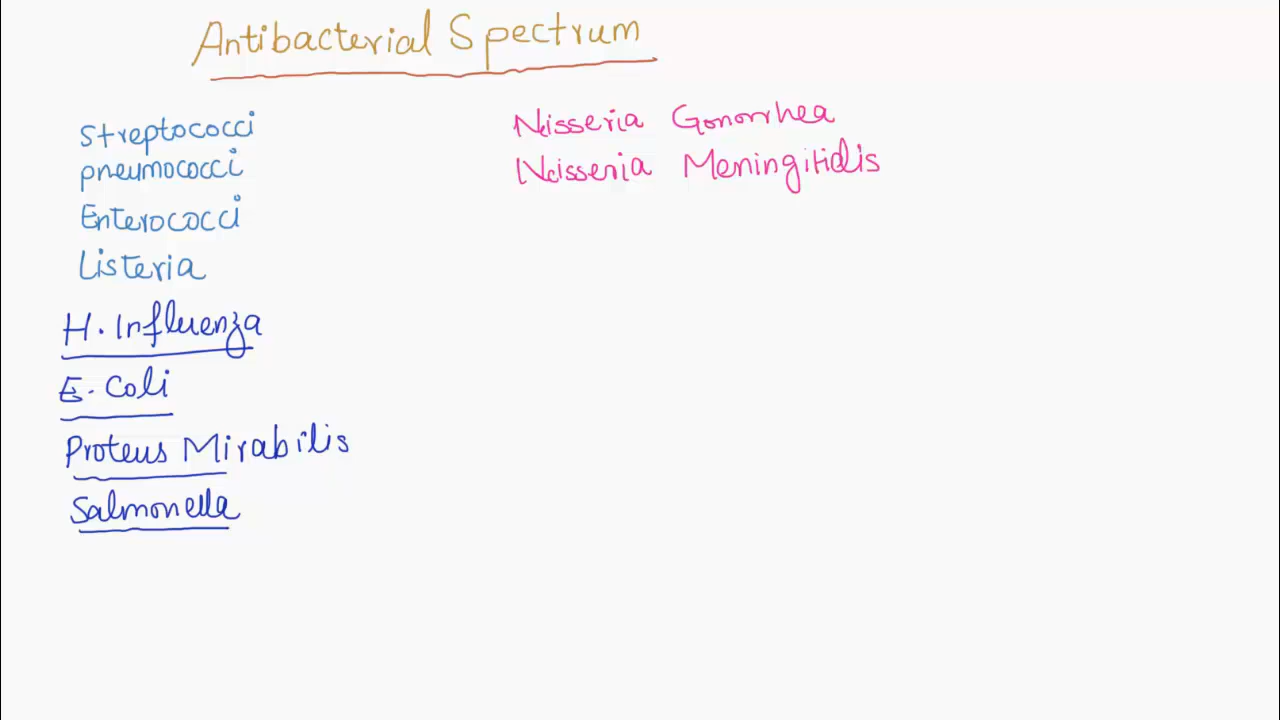 Antibacterial Spectrum
Streptococci
pneumococci
Enterococci
Listeria
H. Influenza
E. Coli
Proteus Mirabilis
Salmonella
Neisseria Gonorrhea
Neisseria Meningitidis